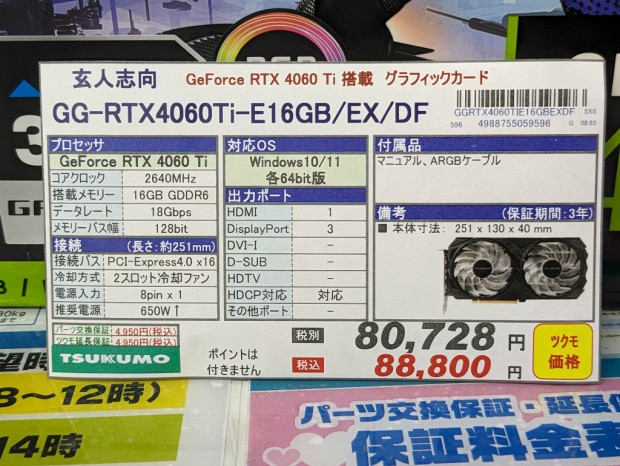 玄人志向 GeForce RTX 4060 Ti 搭載 グラフィックカード
GG-RTX4060Ti-E16GB/EX/DF
GGRTX4060TIE16GBEXDF SSS
596 4988755059596 G 08.03
プロセッサ
GeForce RTX 4060 Ti
コアクロック 2640MHz
搭載メモリー 16GB GDDR6
データレート 18Gbps
メモリーバス幅 128bit
接続 (長さ:約251mm)
接続バス PCI-Express4.0 x16
冷却方式 2スロット冷却ファン
電源入力 8pin x 1
推奨電源 650W↑
対応OS
Windows10/11
各64bit版
出力ポート
HDMI 1
DisplayPort 3
DVI-I -
D-SUB -
HDTV -
HDCP対応 対応
その他ポート -
付属品
マニュアル、ARGBケーブル
備考 (保証期間:3年)
■ 本体寸法: 251 x 130 x 40 mm
パーツ交換保証 4,950円(税込)
ツクモ延長保証 4,950円(税込)
TSUKUMO
ポイントは
付きません
税別 80,728 円
税込 88,800 円
ツクモ
価格
望時
8～12時)
14時
パーツ交換保証・延長保
保証料金表